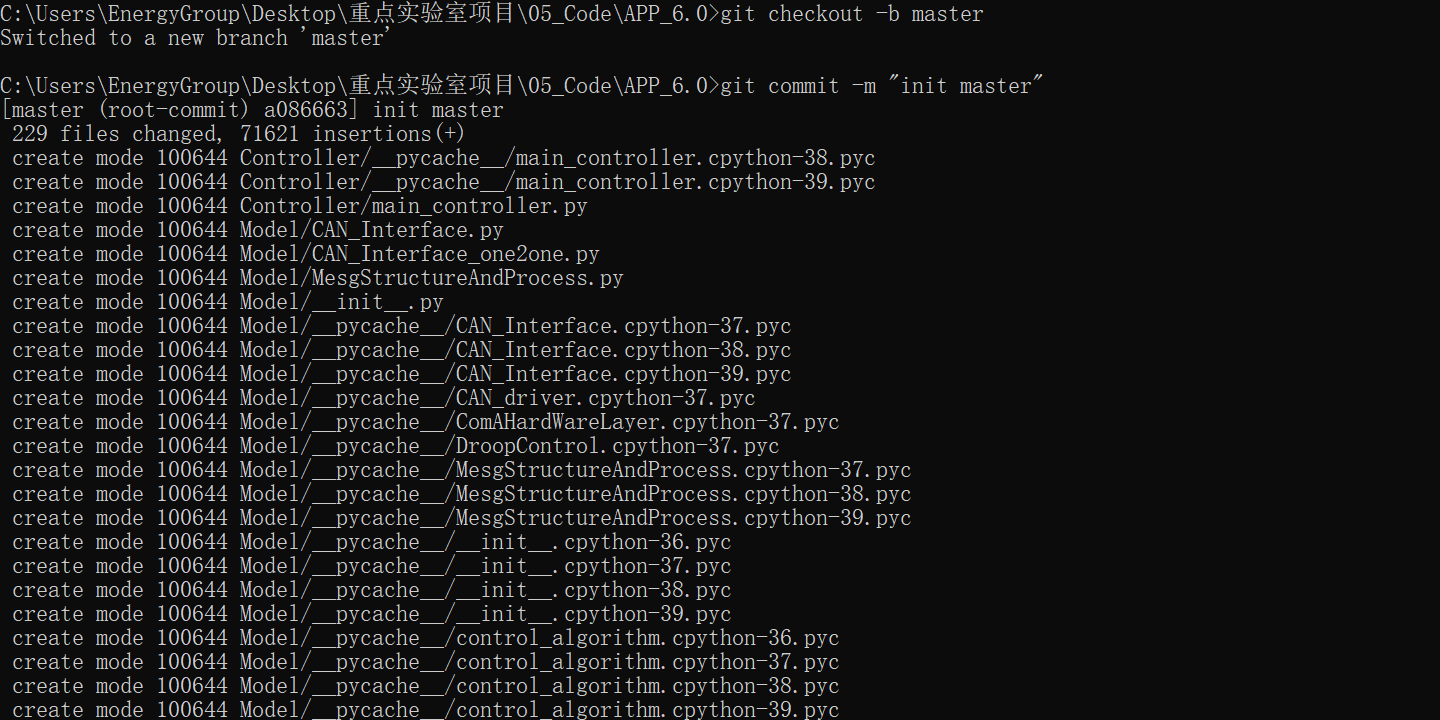 C:\Users\EnergyGroup\Desktop\重点实验室项目\05_Code\APP_6.0>git checkout -b master
Switched to a new branch 'master'
C:\Users\EnergyGroup\Desktop\重点实验室项目\05_Code\APP_6.0>git commit -m "init master"
[master (root-commit) a086663] init master
229 files changed, 71621 insertions(+)
create mode 100644 Controller/__pycache__/main_controller.cpython-38.pyc
create mode 100644 Controller/__pycache__/main_controller.cpython-39.pyc
create mode 100644 Controller/main_controller.py
create mode 100644 Model/CAN_Interface.py
create mode 100644 Model/CAN_Interface_one2one.py
create mode 100644 Model/MesgStructureAndProcess.py
create mode 100644 Model/__init__.py
create mode 100644 Model/__pycache__/CAN_Interface.cpython-37.pyc
create mode 100644 Model/__pycache__/CAN_Interface.cpython-38.pyc
create mode 100644 Model/__pycache__/CAN_Interface.cpython-39.pyc
create mode 100644 Model/__pycache__/CAN_driver.cpython-37.pyc
create mode 100644 Model/__pycache__/ComAHardWareLayer.cpython-37.pyc
create mode 100644 Model/__pycache__/DroopControl.cpython-37.pyc
create mode 100644 Model/__pycache__/MesgStructureAndProcess.cpython-37.pyc
create mode 100644 Model/__pycache__/MesgStructureAndProcess.cpython-38.pyc
create mode 100644 Model/__pycache__/MesgStructureAndProcess.cpython-39.pyc
create mode 100644 Model/__pycache__/__init__.cpython-36.pyc
create mode 100644 Model/__pycache__/__init__.cpython-37.pyc
create mode 100644 Model/__pycache__/__init__.cpython-38.pyc
create mode 100644 Model/__pycache__/__init__.cpython-39.pyc
create mode 100644 Model/__pycache__/control_algorithm.cpython-36.pyc
create mode 100644 Model/__pycache__/control_algorithm.cpython-37.pyc
create mode 100644 Model/__pycache__/control_algorithm.cpython-38.pyc
create mode 100644 Model/__pycache__/control_algorithm.cpython-39.pyc